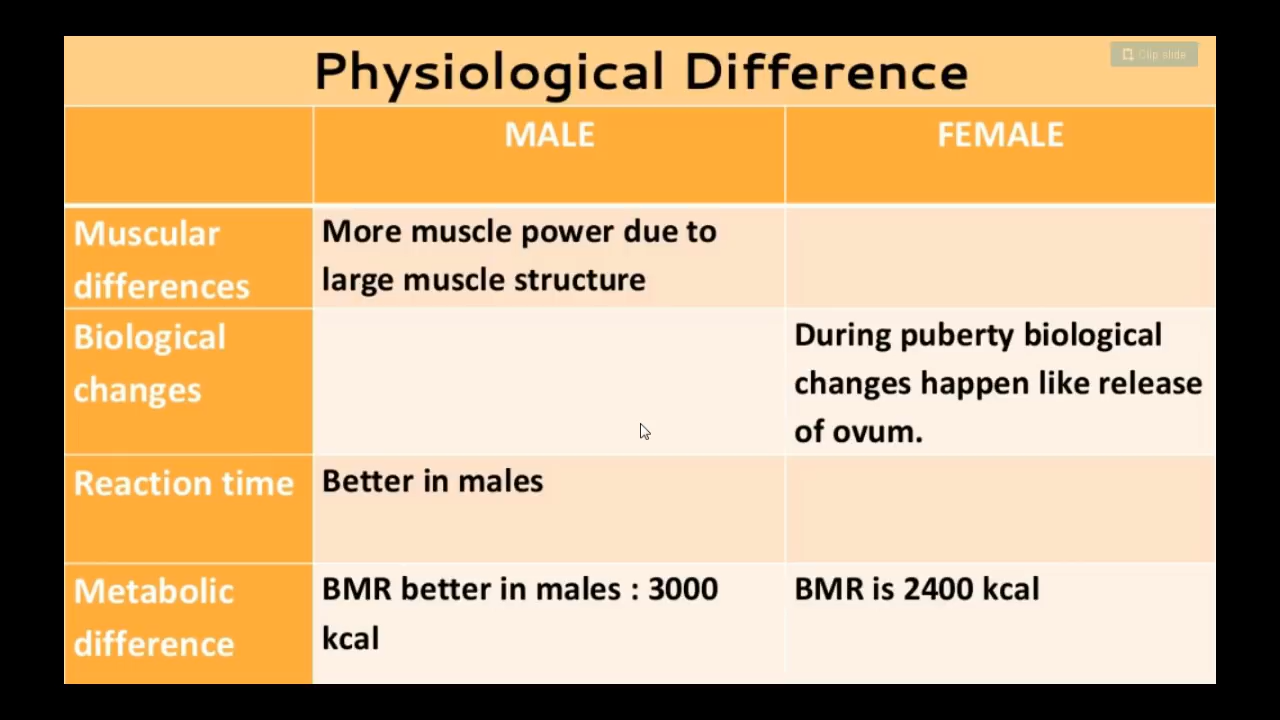 Physiological Difference
Clip slide
MALE
FEMALE
Muscular
differences
More muscle power due to
large muscle structure
Biological
changes
During puberty biological
changes happen like release
of ovum.
Reaction time
Better in males
Metabolic
difference
BMR better in males : 3000
kcal
BMR is 2400 kcal